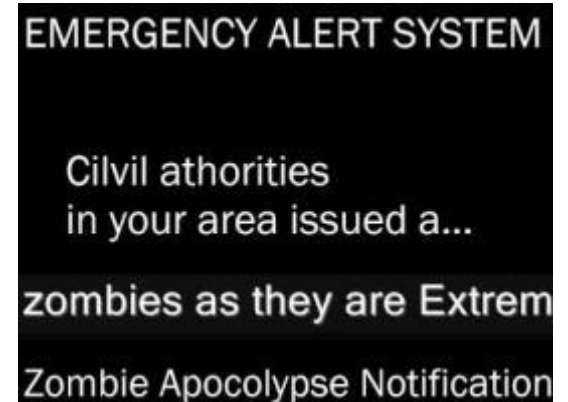 EMERGENCY ALERT SYSTEM
Cilvil athorities
in your area issued a...
zombies as they are Extrem
Zombie Apocolypse Notification